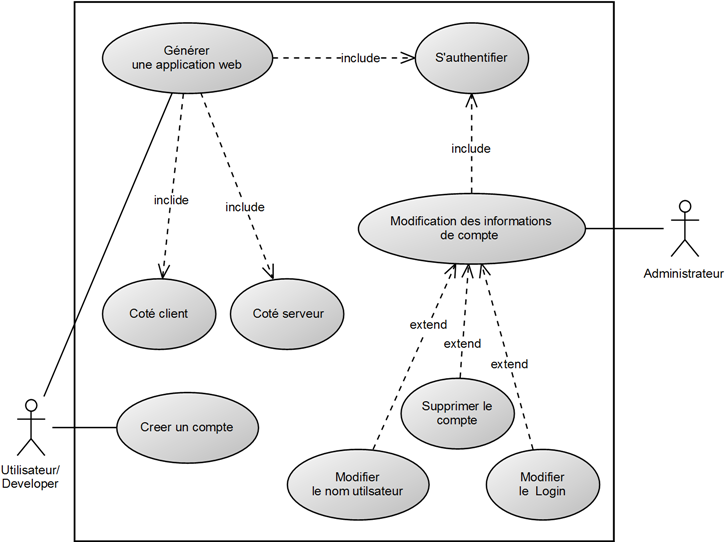 Générer
une application web
include
S'authentifier
include
inclide
include
Modification des informations
de compte
Administrateur
Coté client
Coté serveur
extend
extend
extend
Supprimer le
compte
Creer un compte
Utilisateur/
Developer
Modifier
le nom utilsateur
Modifier
le Login